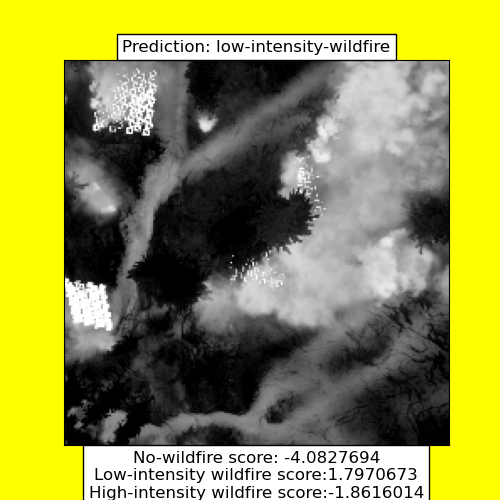 Prediction: low-intensity-wildfire
No-wildfire score: -4.0827694
Low-intensity wildfire score:1.7970673
High-intensity wildfire score:-1.8616014